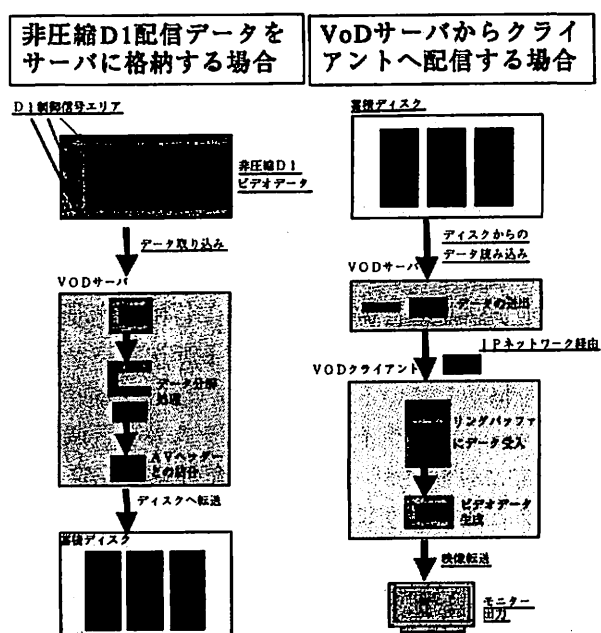 非圧縮D1配信データを
サーバに格納する場合
D1制御信号エリア
非圧縮D1
ビデオデータ
データ取り込み
VODサーバ
データ分解
処理
AVヘッダー
との結合
ディスクへ転送
蓄積ディスク
VoDサーバからクライ
アントへ配信する場合
蓄積ディスク
ディスクからの
データ読み込み
VODサーバ
データの送出
IPネットワーク経由
VODクライアント
リングバッファ
にデータ受入
ビデオデータ
生成
映像転送
モニター
出力